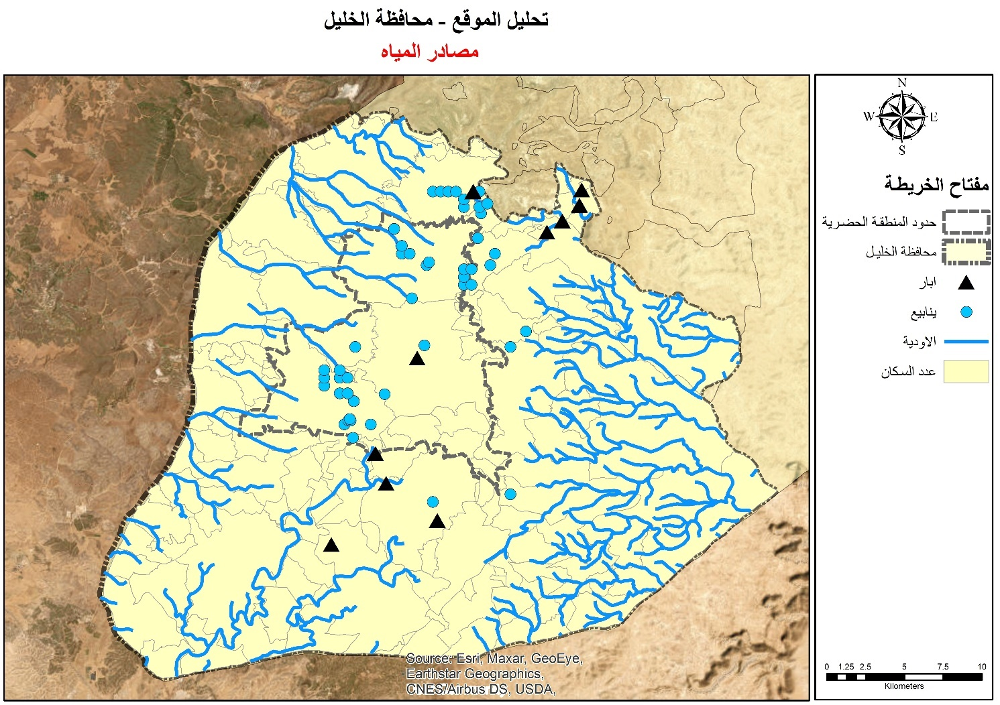 تحليل الموقع - محافظة الخليل
مصادر المياه
N
W E
S
مفتاح الخريطة
حدود المنطقة الحضرية
محافظة الخليل
ابار
ينابيع
الاودية
عدد السكان
Source: Esri, Maxar, GeoEye,
Earthstar Geographics,
CNES/Airbus DS, USDA,
0 1.25 2.5 5 7.5 10
Kilometers